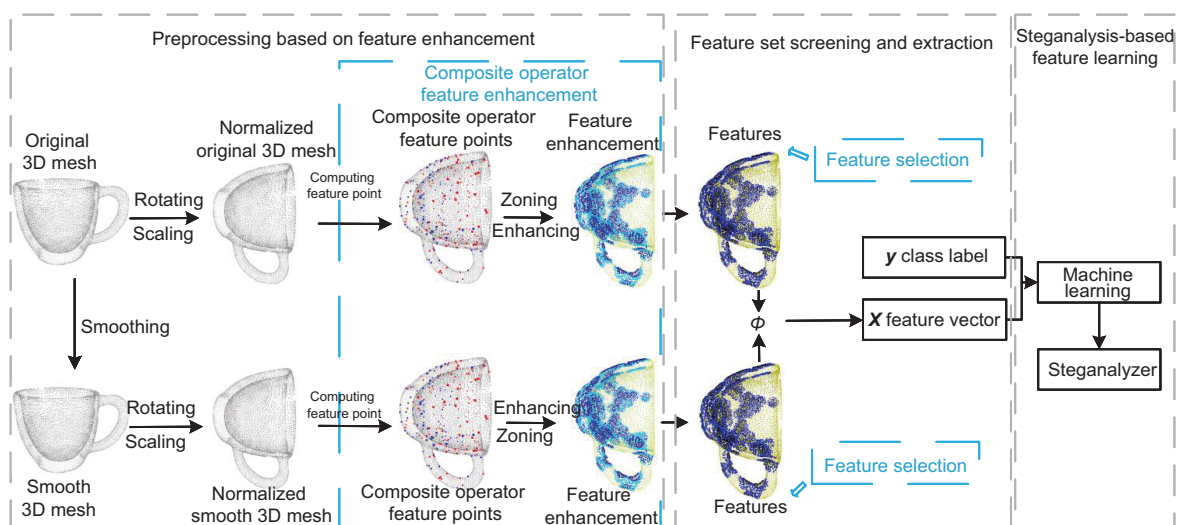 Preprocessing based on feature enhancement
Feature set screening and extraction
Steganalysis-based
feature learning
Composite operator
feature enhancement
Original
3D mesh
Normalized
original 3D mesh
Composite operator
feature points
Feature
enhancement
Features
Feature selection
Rotating
Scaling
Computing
feature point
Zoning
Enhancing
y class label
Machine
learning
Smoothing
Φ
X feature vector
Steganalyzer
Rotating
Scaling
Computing
feature point
Enhancing
Zoning
Feature selection
Smooth
3D mesh
Normalized
smooth 3D mesh
Composite operator
feature points
Feature
enhancement
Features